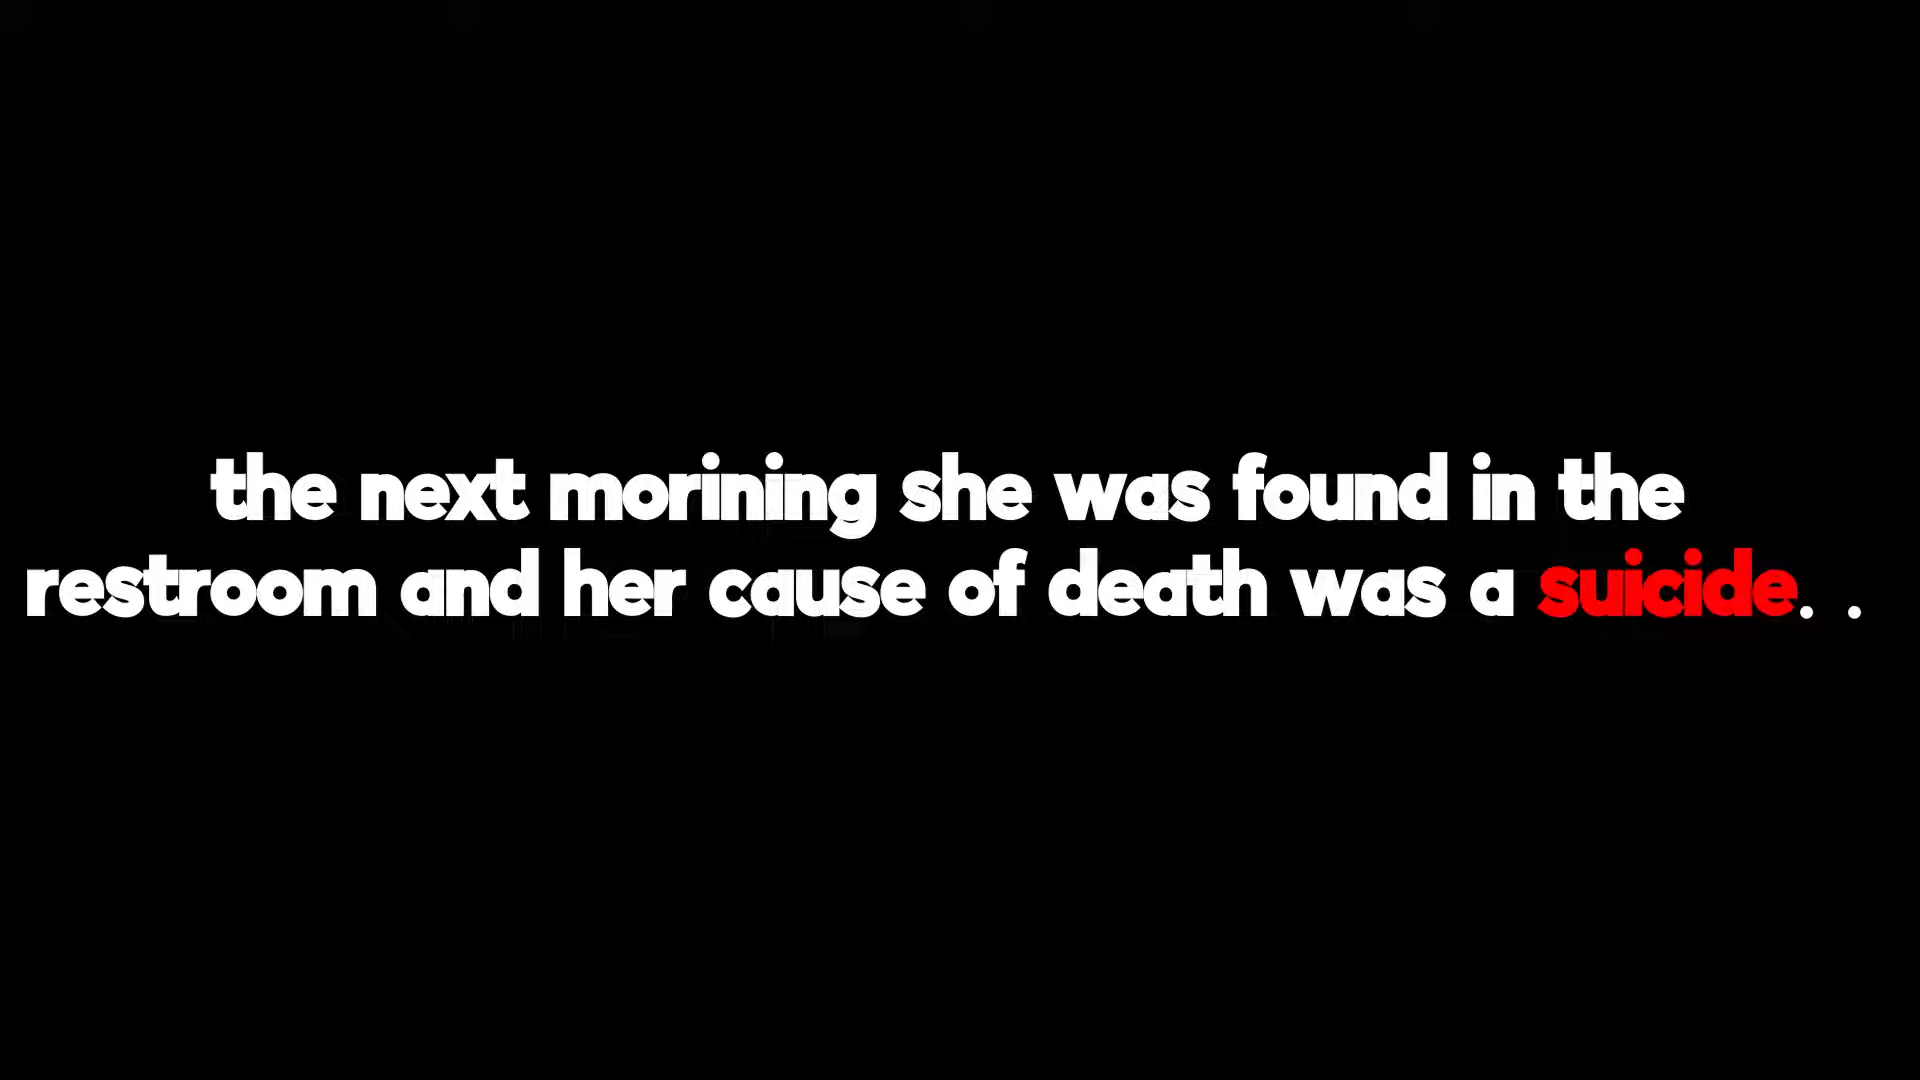 the next morining she was found in the
restroom and her cause of death was a suicide. .